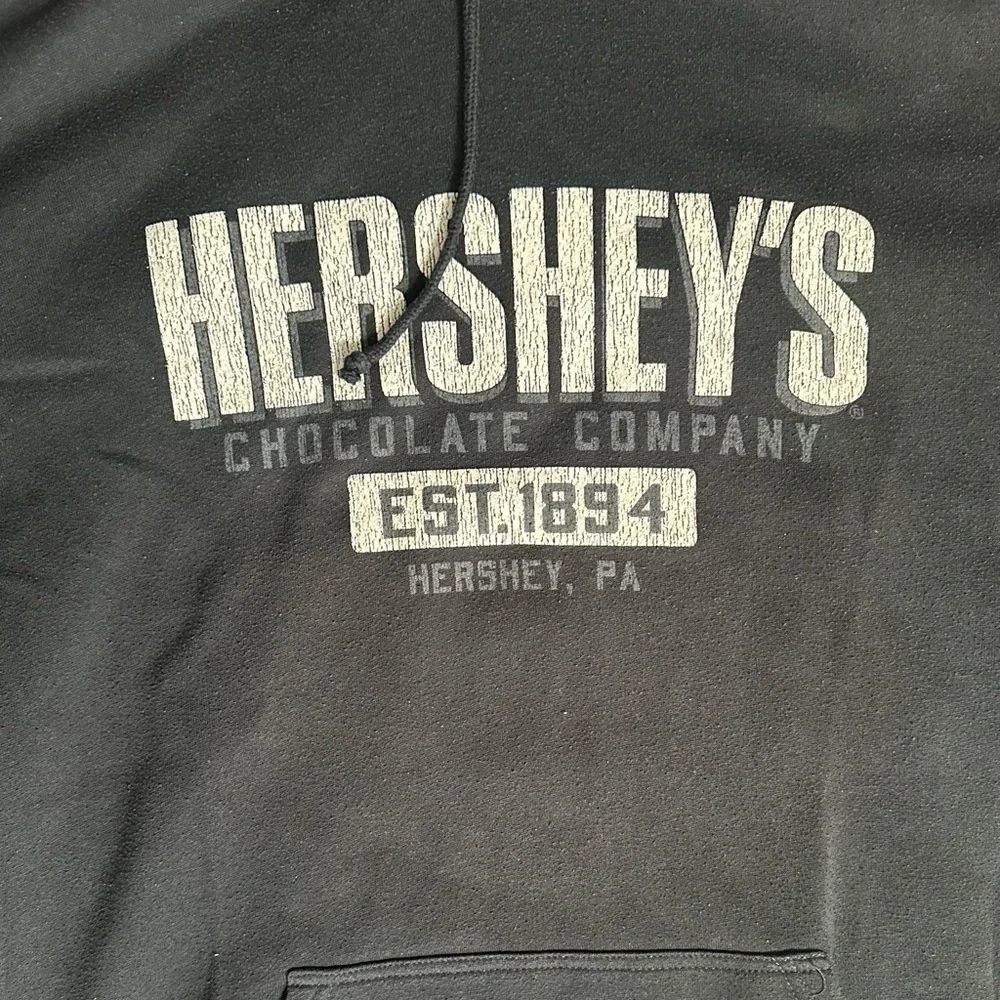 HERSHEY'S®
CHOCOLATE COMPANY
EST. 1894
HERSHEY, PA